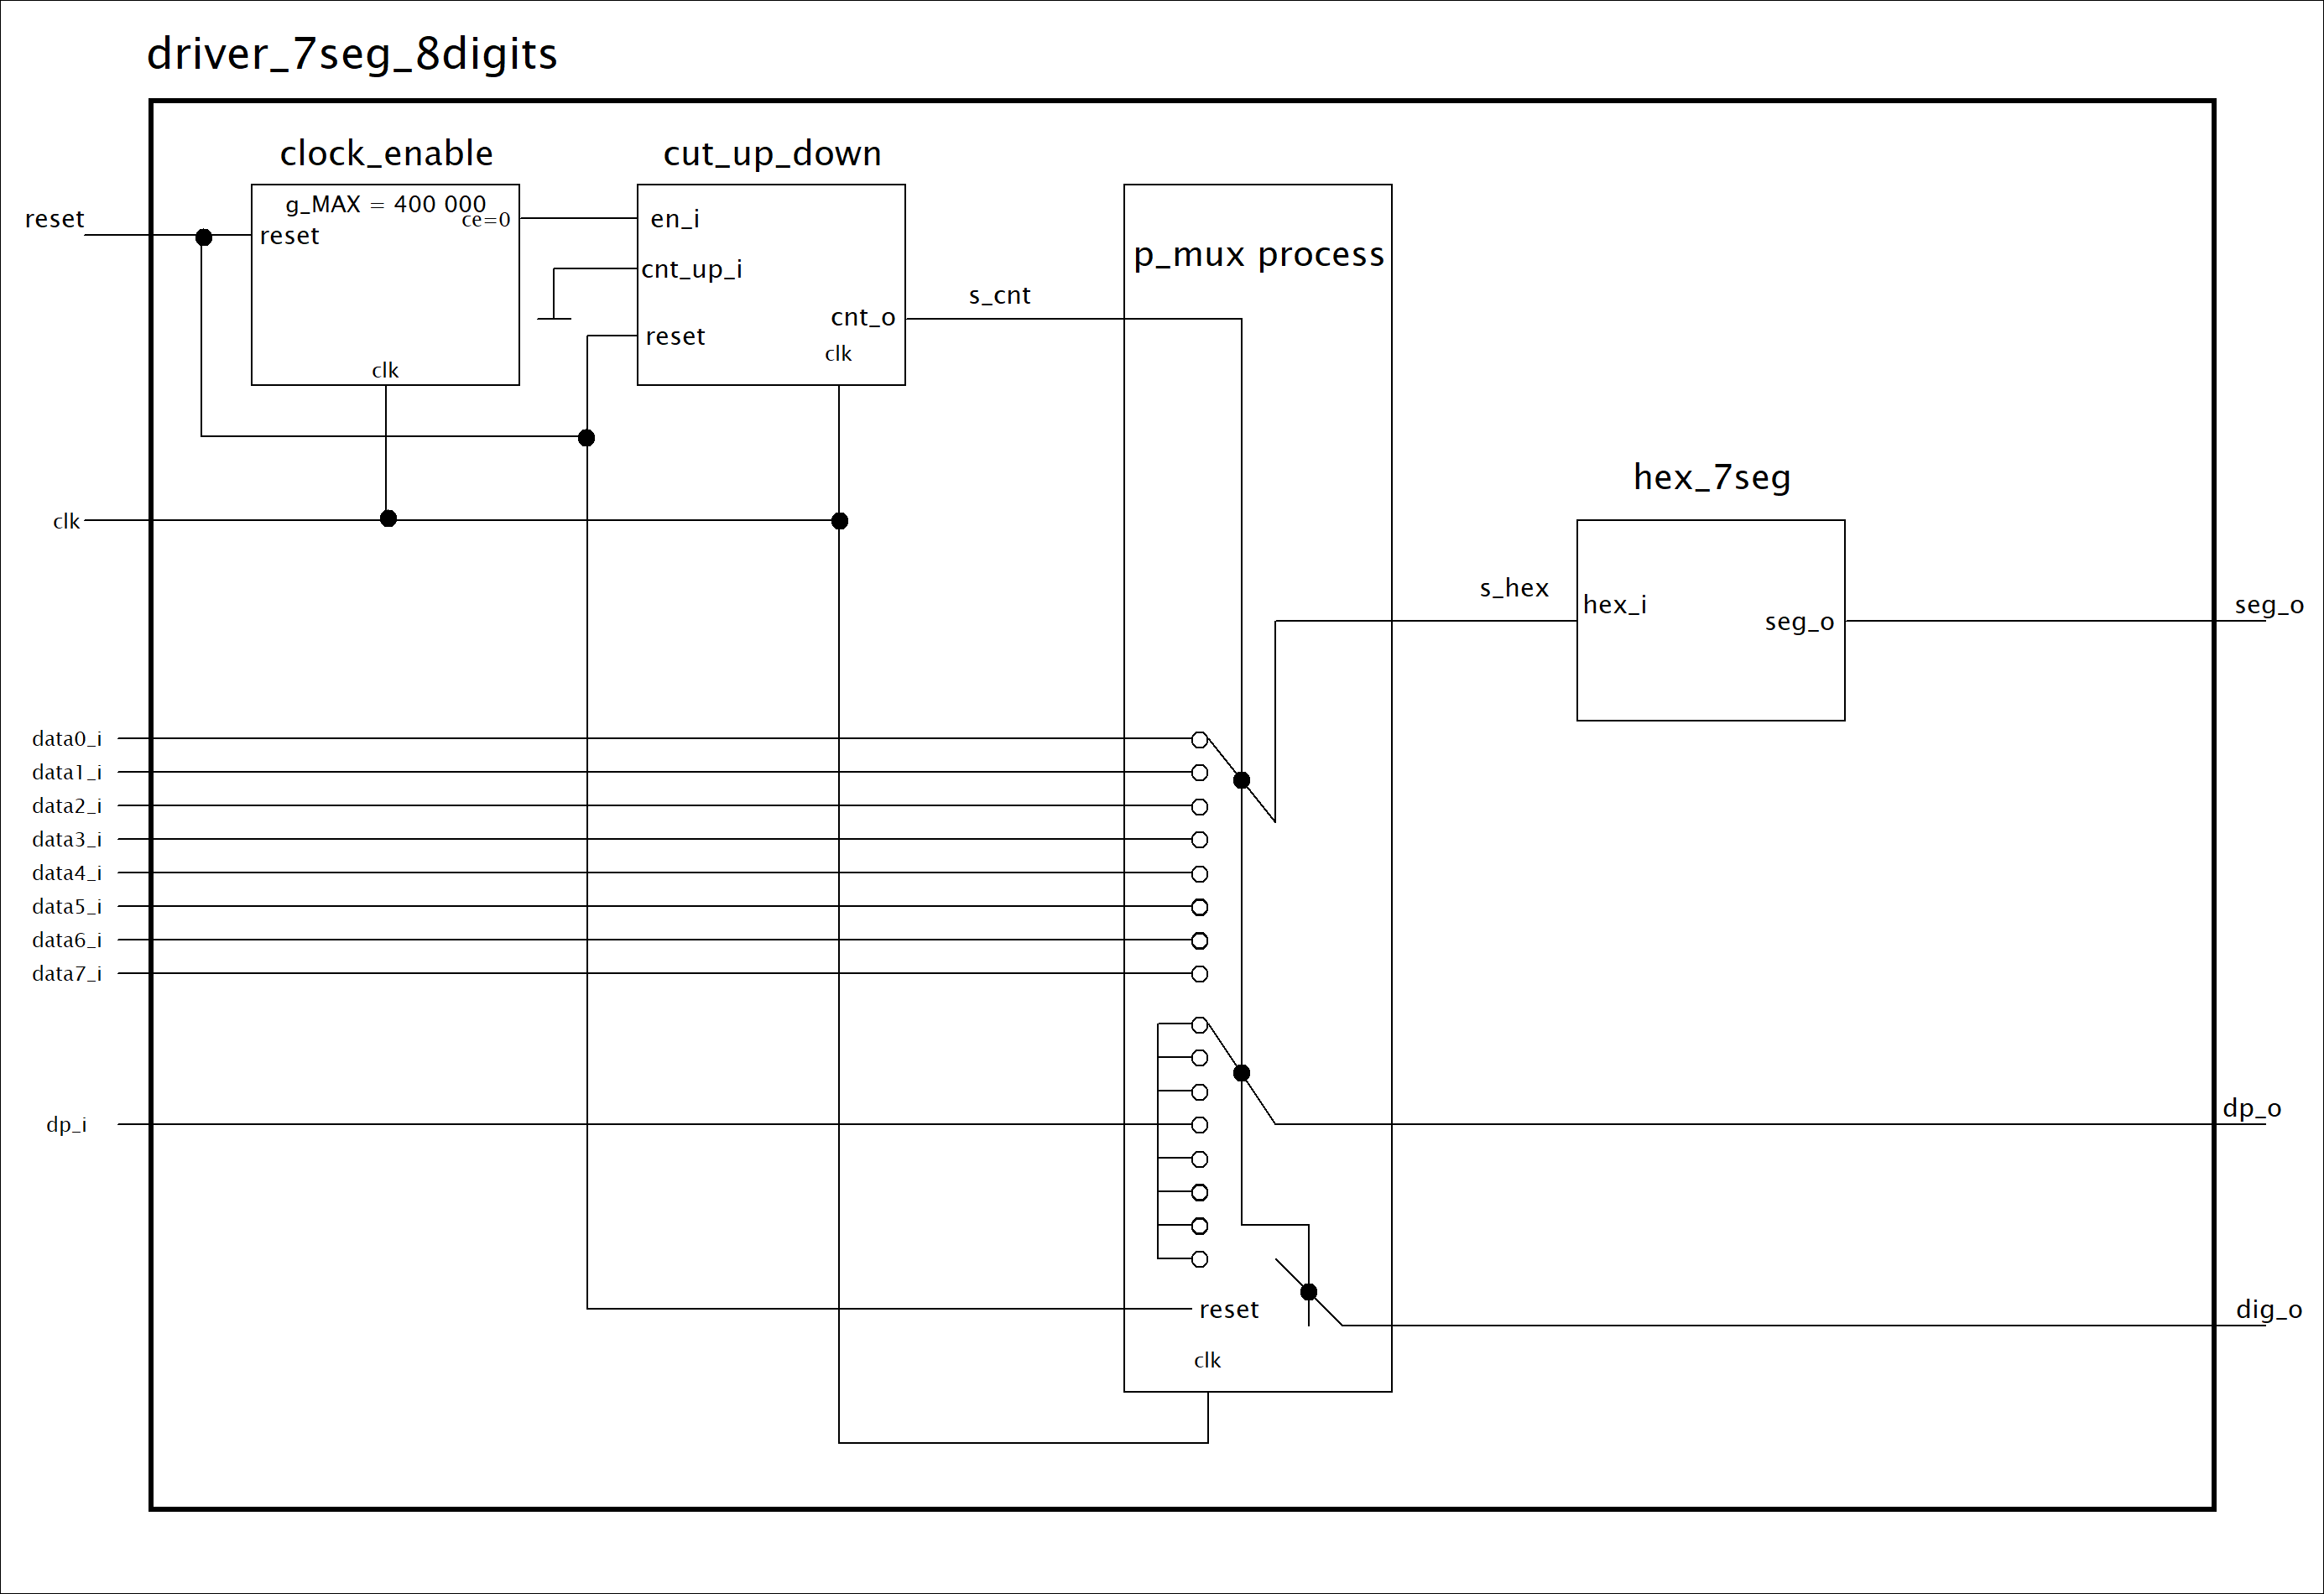 driver_7seg_8digits
clock_enable
cut_up_down
g_MAX = 400 000
ce=0
reset
reset
clk
en_i
cnt_up_i
reset
cnt_o
clk
s_cnt
p_mux process
clk
hex_7seg
s_hex
hex_i
seg_o
seg_o
data0_i
data1_i
data2_i
data3_i
data4_i
data5_i
data6_i
data7_i
dp_i
dp_o
reset
clk
dig_o